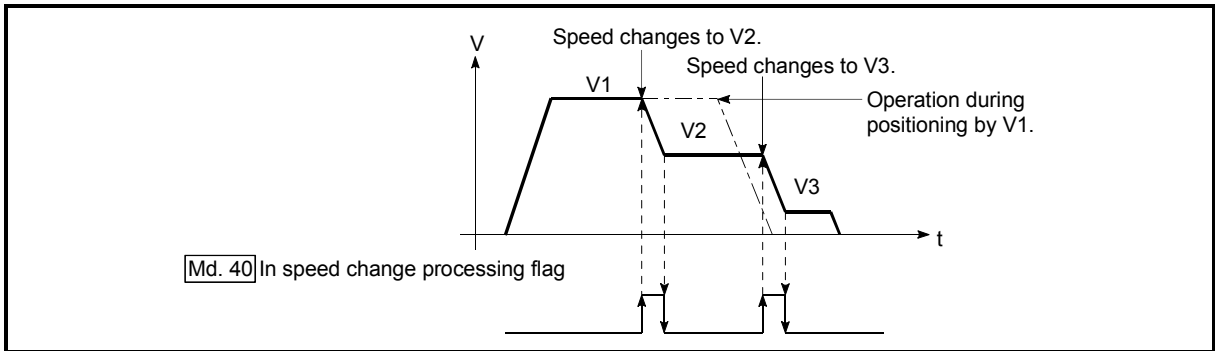 V
Speed changes to V2.
Speed changes to V3.
V1
Operation during
positioning by V1.
V2
V3
t
Md. 40 In speed change processing flag